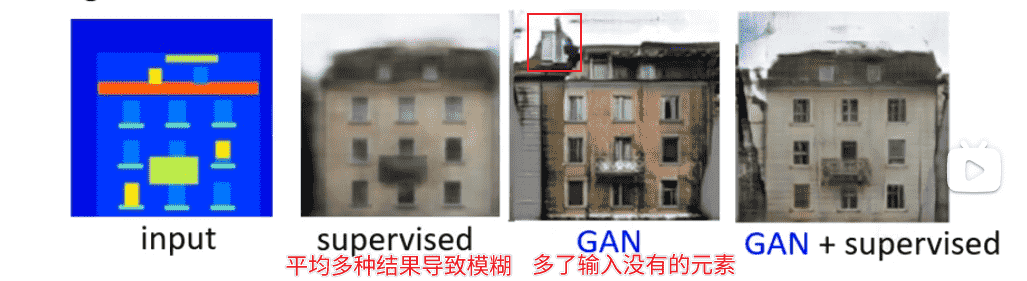 input
supervised
GAN
GAN + supervised
平均多种结果导致模糊
多了输入没有的元素